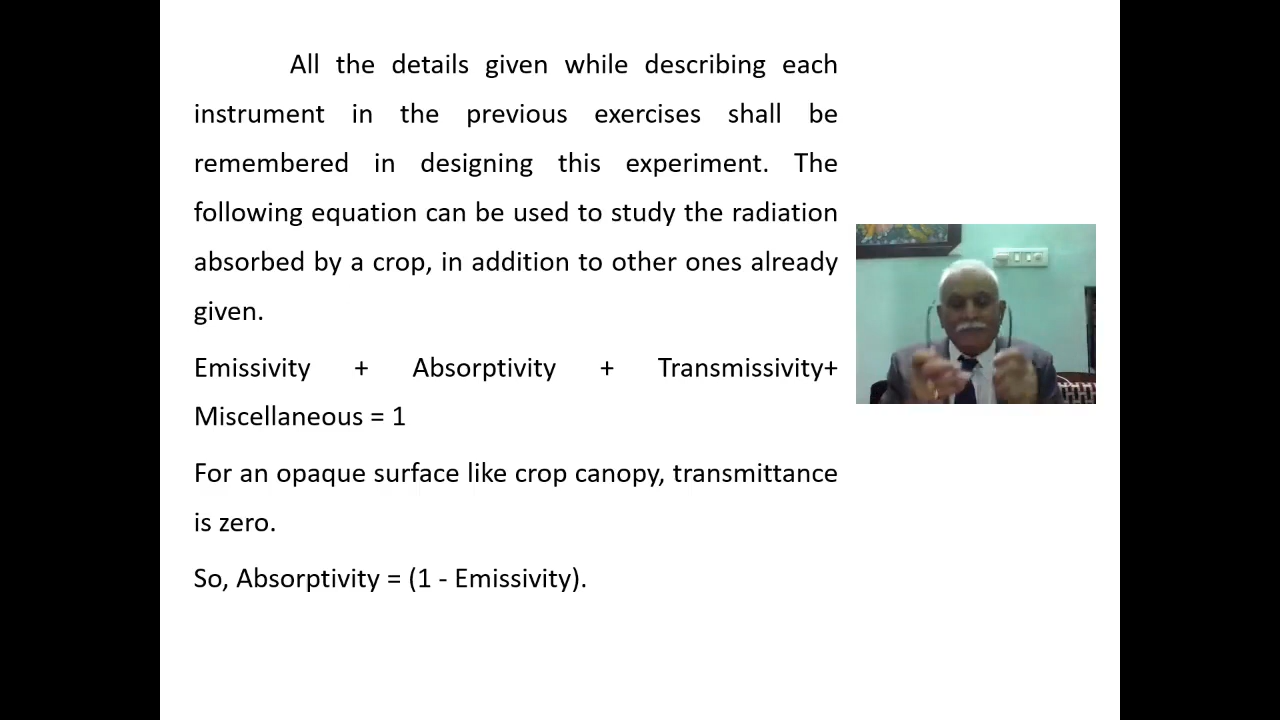 All the details given while describing each
instrument in the previous exercises shall be
remembered in designing this experiment. The
following equation can be used to study the radiation
absorbed by a crop, in addition to other ones already
given.
Emissivity + Absorptivity + Transmissivity+
Miscellaneous = 1
For an opaque surface like crop canopy, transmittance
is zero.
So, Absorptivity = (1 - Emissivity).